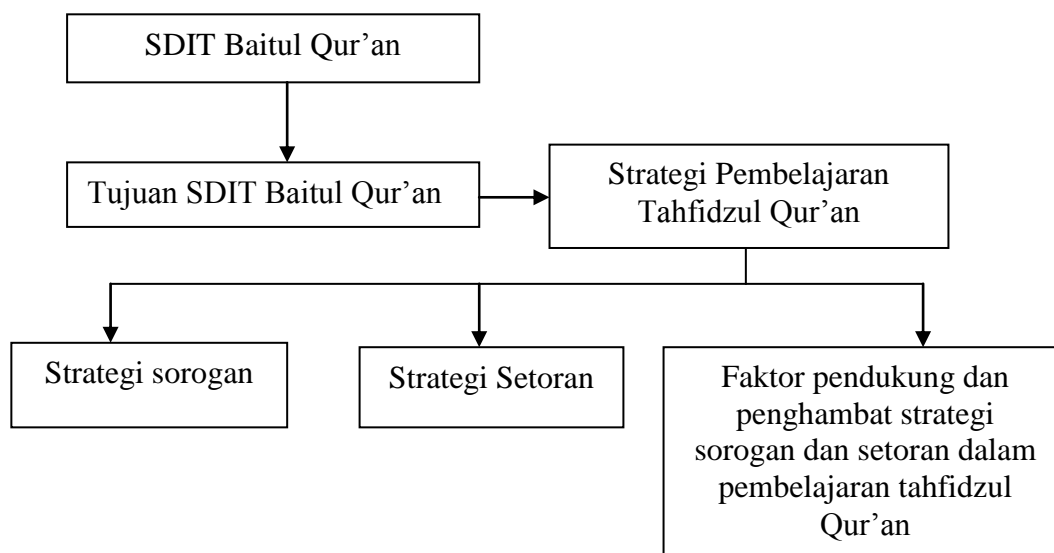 SDIT Baitul Qur’an
Tujuan SDIT Baitul Qur’an
Strategi Pembelajaran
Tahfidzul Qur’an
Strategi sorogan
Strategi Setoran
Faktor pendukung dan
penghambat strategi
sorogan dan setoran dalam
pembelajaran tahfidzul
Qur’an